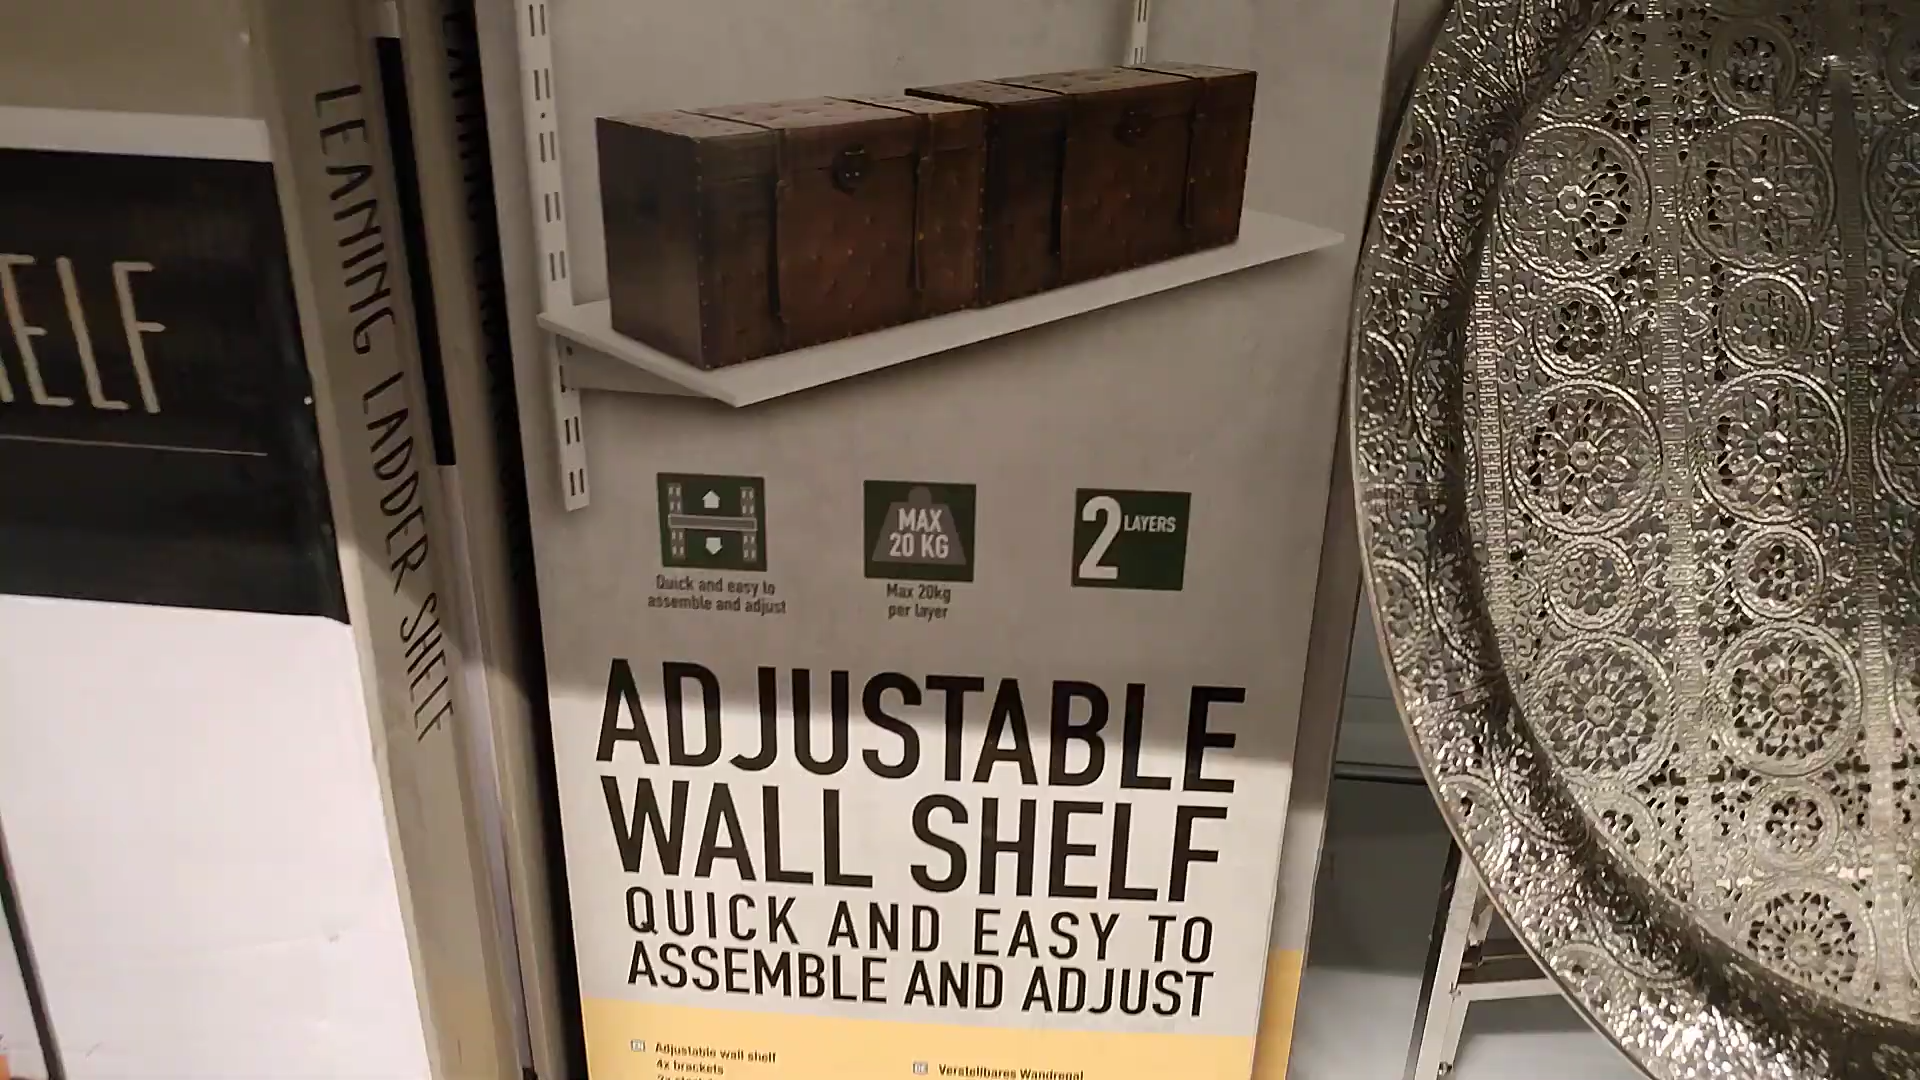 ELF
LEANING LADDER SHELF
MAX
20 KG
2 LAYERS
Quick and easy to
assemble and adjust
Max 20kg
per layer
ADJUSTABLE
WALL SHELF
QUICK AND EASY TO
ASSEMBLE AND ADJUST
Adjustable wall shelf
4x brackets
Verstellbares Wandregal